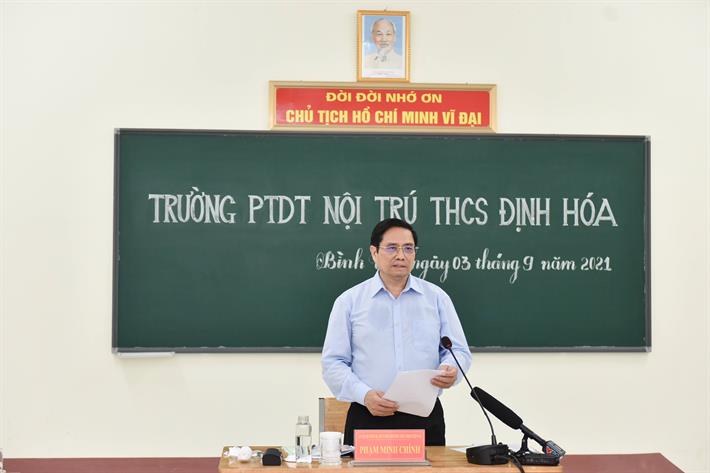 ĐỜI ĐỜI NHỚ ƠN
CHỦ TỊCH HỒ CHÍ MINH VĨ ĐẠI
TRƯỜNG PTDT NỘI TRÚ THCS ĐỊNH HÓA
Bình ngày 03 tháng 9 năm 2021
PHẠM MINH CHÍNH